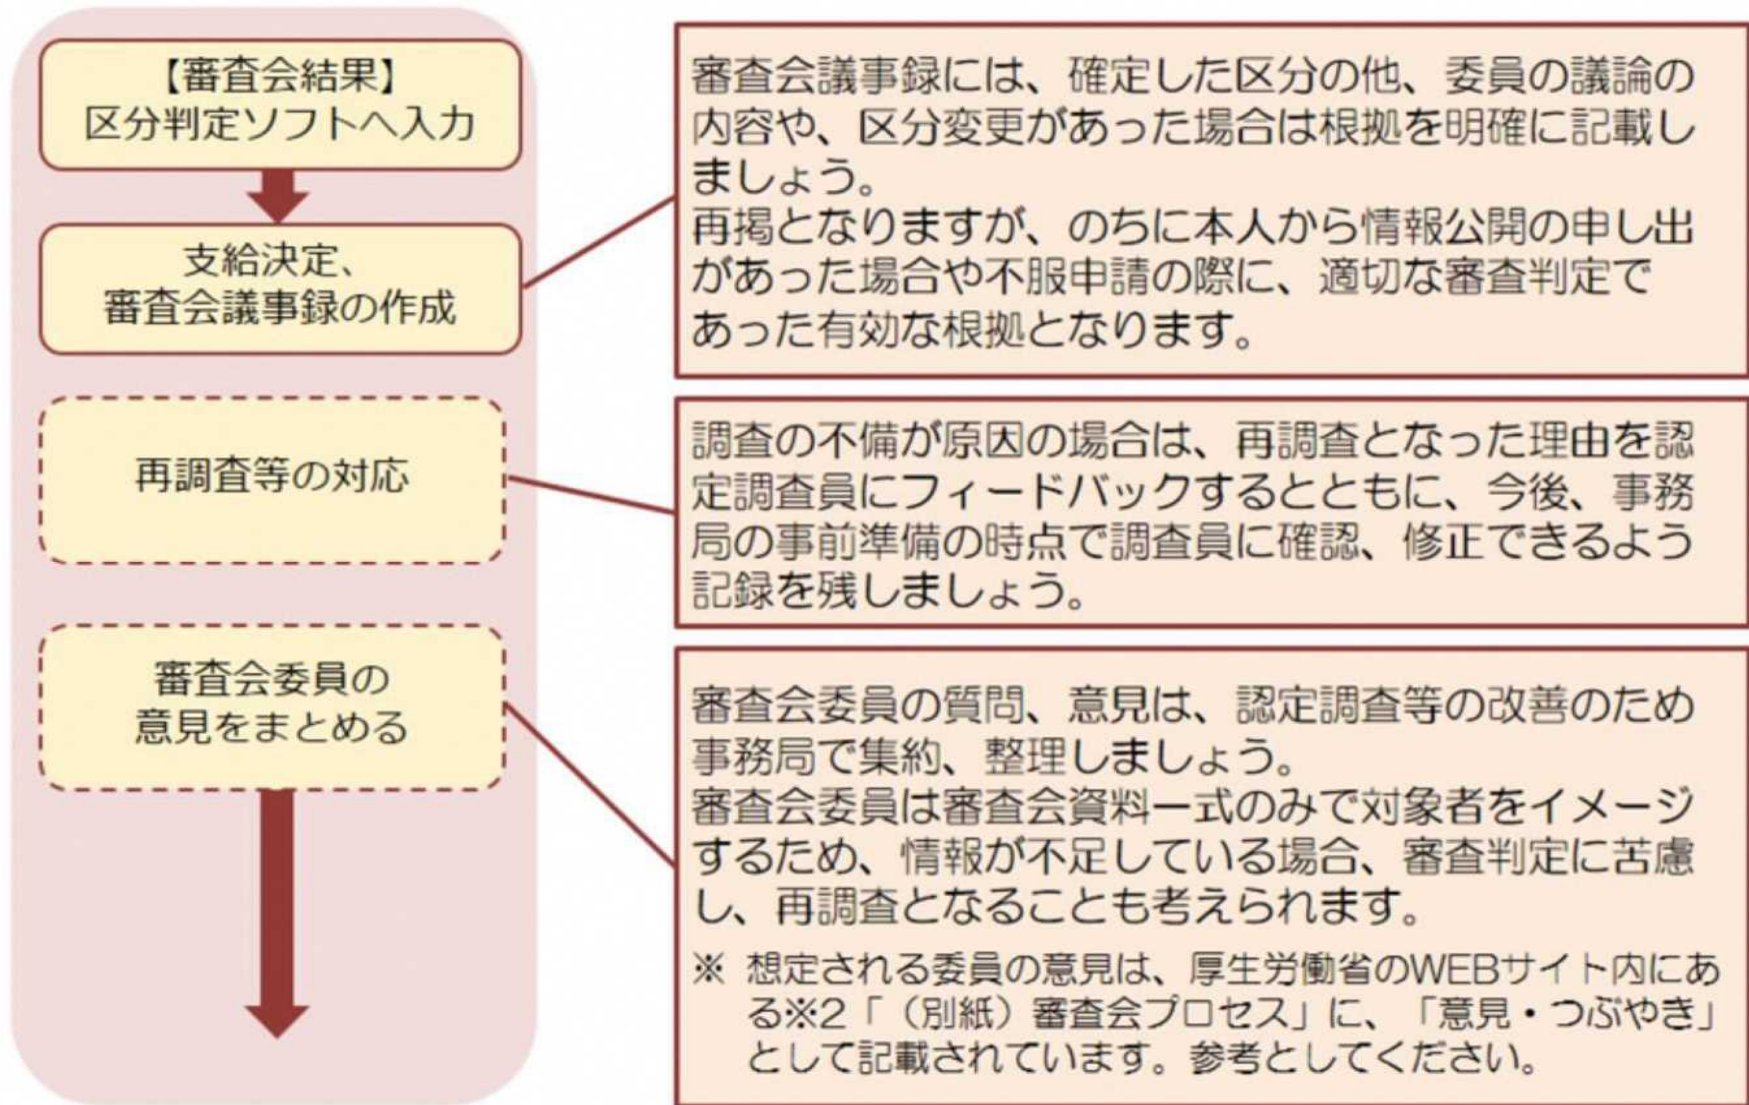 【審査会結果】
区分判定ソフトへ入力
支給決定、
審査会議事録の作成
再調査等の対応
審査会委員の
意見をまとめる
審査会議事録には、確定した区分の他、委員の議論の
内容や、区分変更があった場合は根拠を明確に記載し
ましょう。
再掲となりますが、のちに本人から情報公開の申し出
があった場合や不服申請の際に、適切な審査判定で
あった有効な根拠となります。
調査の不備が原因の場合は、再調査となった理由を認
定調査員にフィードバックするとともに、今後、事務
局の事前準備の時点で調査員に確認、修正できるよう
記録を残しましょう。
審査会委員の質問、意見は、認定調査等の改善のため
事務局で集約、整理しましょう。
審査会委員は審査会資料一式のみで対象者をイメージ
するため、情報が不足している場合、審査判定に苦慮
し、再調査となることも考えられます。
※ 想定される委員の意見は、厚生労働省のWEBサイト内にあ
る※2「（別紙）審査会プロセス」に、「意見・つぶやき」
として記載されています。参考としてください。